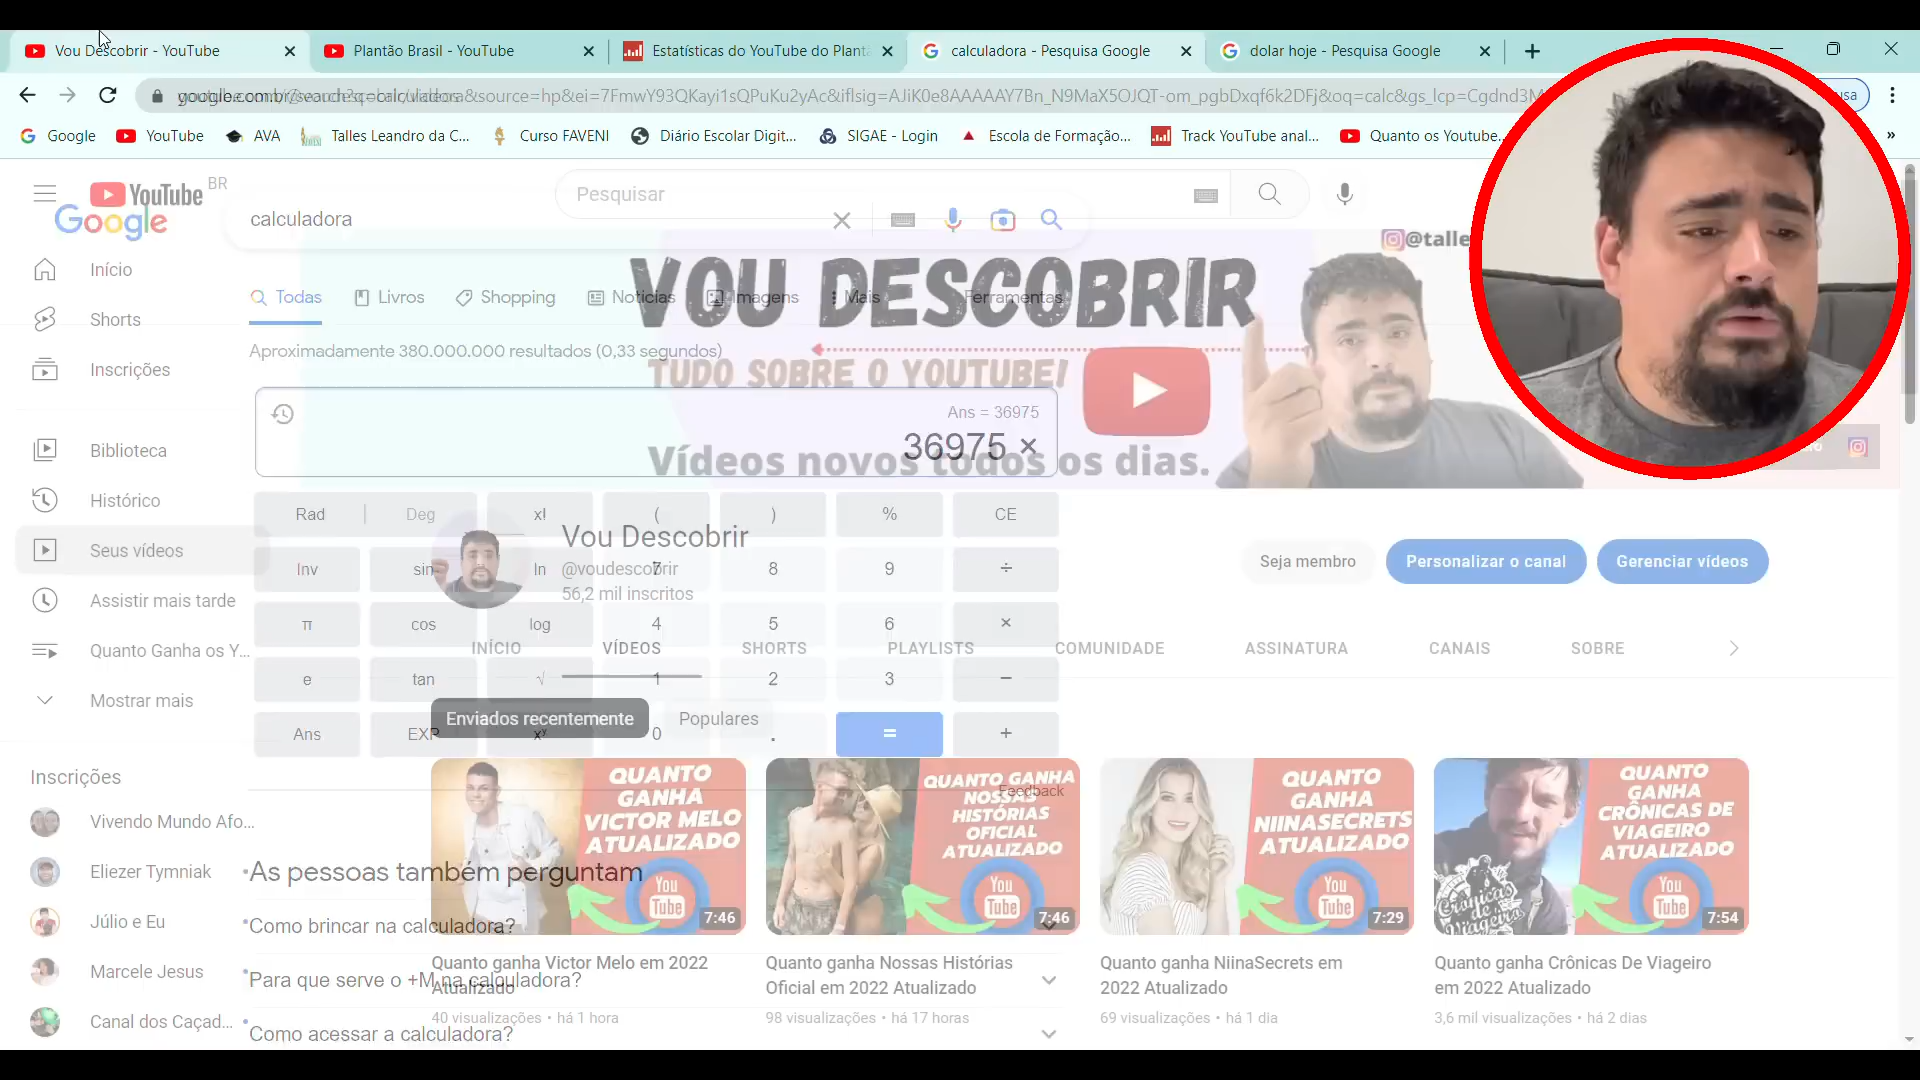 Vou Descobrir - YouTube
Plantão Brasil - YouTube
Estatísticas do YouTube do Planta
calculadora - Pesquisa Google
dolar hoje - Pesquisa Google
Google
YouTube
AVA
Talles Leandro da C...
Curso FAVENI
Diário Escolar Digit...
SIGAE - Login
Escola de Formação...
Track YouTube anal...
Quanto os Youtube...
»
YouTube BR
Pesquisar
Google
calculadora
@talle
VOU DESCOBRIR
TUDO SOBRE O YOUTUBE!
Vídeos novos todos os dias.
Início
Shorts
Inscrições
Biblioteca
Histórico
Seus vídeos
Assistir mais tarde
Quanto Ganha os Y...
Mostrar mais
Inscrições
Vivendo Mundo Afo...
Eliezer Tymniak
Júlio e Eu
Marcele Jesus
Canal dos Caçad...
Todas
Livros
Shopping
Notícias
Imagens
Mais
Ferramentas
Aproximadamente 380.000.000 resultados (0,33 segundos)
Ans = 36975
36975 ×
Rad | Deg x! ( ) % CE
Inv sin ln 7 8 9 ÷
π cos log 4 5 6 ×
e tan √ 1 2 3 −
Ans EXP xʸ 0 . = +
Feedback
Vou Descobrir
@voudescobrir
56,2 mil inscritos
Seja membro
Personalizar o canal
Gerenciar vídeos
INÍCIO
VÍDEOS
SHORTS
PLAYLISTS
COMUNIDADE
ASSINATURA
CANAIS
SOBRE
Enviados recentemente
Populares
QUANTO
GANHA
VICTOR MELO
ATUALIZADO
You
Tube
7:46
QUANTO GANHA
NOSSAS
HISTÓRIAS
OFICIAL
ATUALIZADO
You
Tube
7:46
QUANTO
GANHA
NIINASECRETS
ATUALIZADO
You
Tube
7:29
QUANTO
GANHA
CRÔNICAS DE
VIAGEIRO
ATUALIZADO
You
Tube
7:54
Quanto ganha Victor Melo em 2022
Atualizado
40 visualizações • há 1 hora
Quanto ganha Nossas Histórias
Oficial em 2022 Atualizado
98 visualizações • há 17 horas
Quanto ganha NiinaSecrets em
2022 Atualizado
69 visualizações • há 1 dia
Quanto ganha Crônicas De Viageiro
em 2022 Atualizado
3,6 mil visualizações • há 2 dias
As pessoas também perguntam
Como brincar na calculadora?
Para que serve o +M na calculadora?
Como acessar a calculadora?